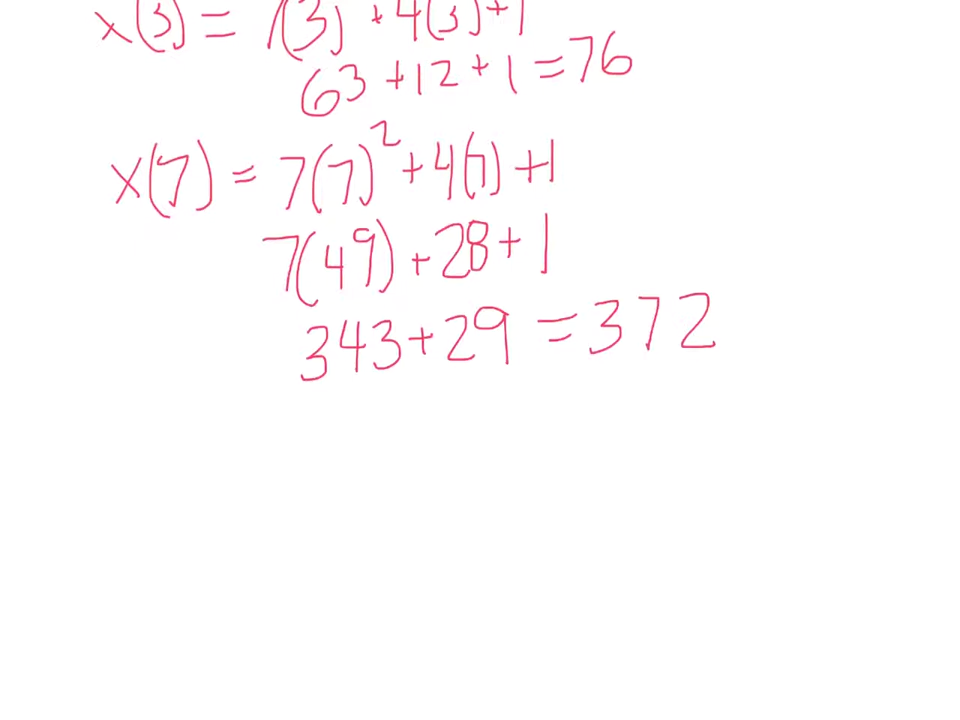 x(3) = 7(3) + 4(3) + 1
63 + 12 + 1 = 76
x(7) = 7(7)² + 4(7) + 1
7(49) + 28 + 1
343 + 29 = 372